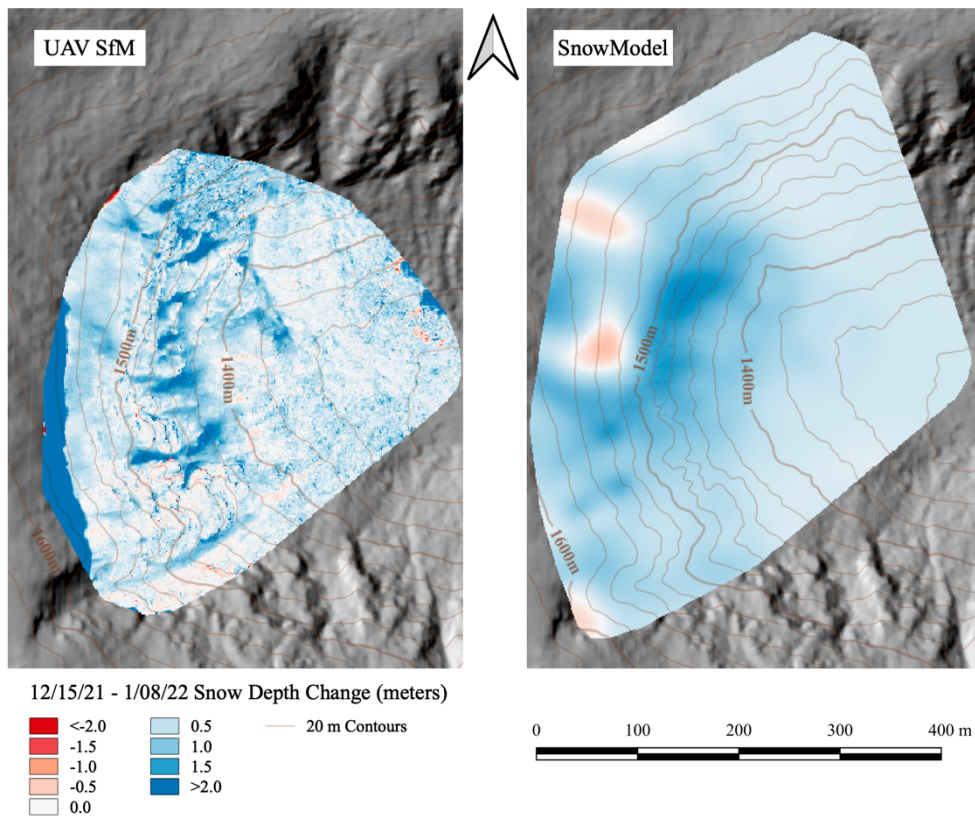 UAV SfM
SnowModel
1500m
1400m
1600m
1500m
1400m
1600m
12/15/21 - 1/08/22 Snow Depth Change (meters)
<-2.0
-1.5
-1.0
-0.5
0.0
0.5
1.0
1.5
>2.0
20 m Contours
0 100 200 300 400 m